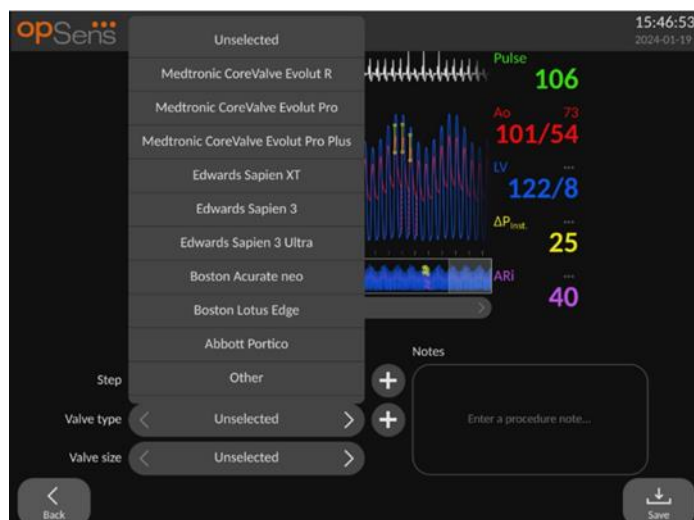 opSens
15:46:53
2024-01-19
Unselected
Medtronic CoreValve Evolut R
Medtronic CoreValve Evolut Pro
Medtronic CoreValve Evolut Pro Plus
Edwards Sapien XT
Edwards Sapien 3
Edwards Sapien 3 Ultra
Boston Acurate neo
Boston Lotus Edge
Abbott Portico
Other
Pulse
106
Ao 73
101/54
LV ---
122/8
ΔPInst. ---
25
ARi ---
40
Step
Valve type Unselected
Valve size Unselected
Notes
Enter a procedure note...
Back
Save